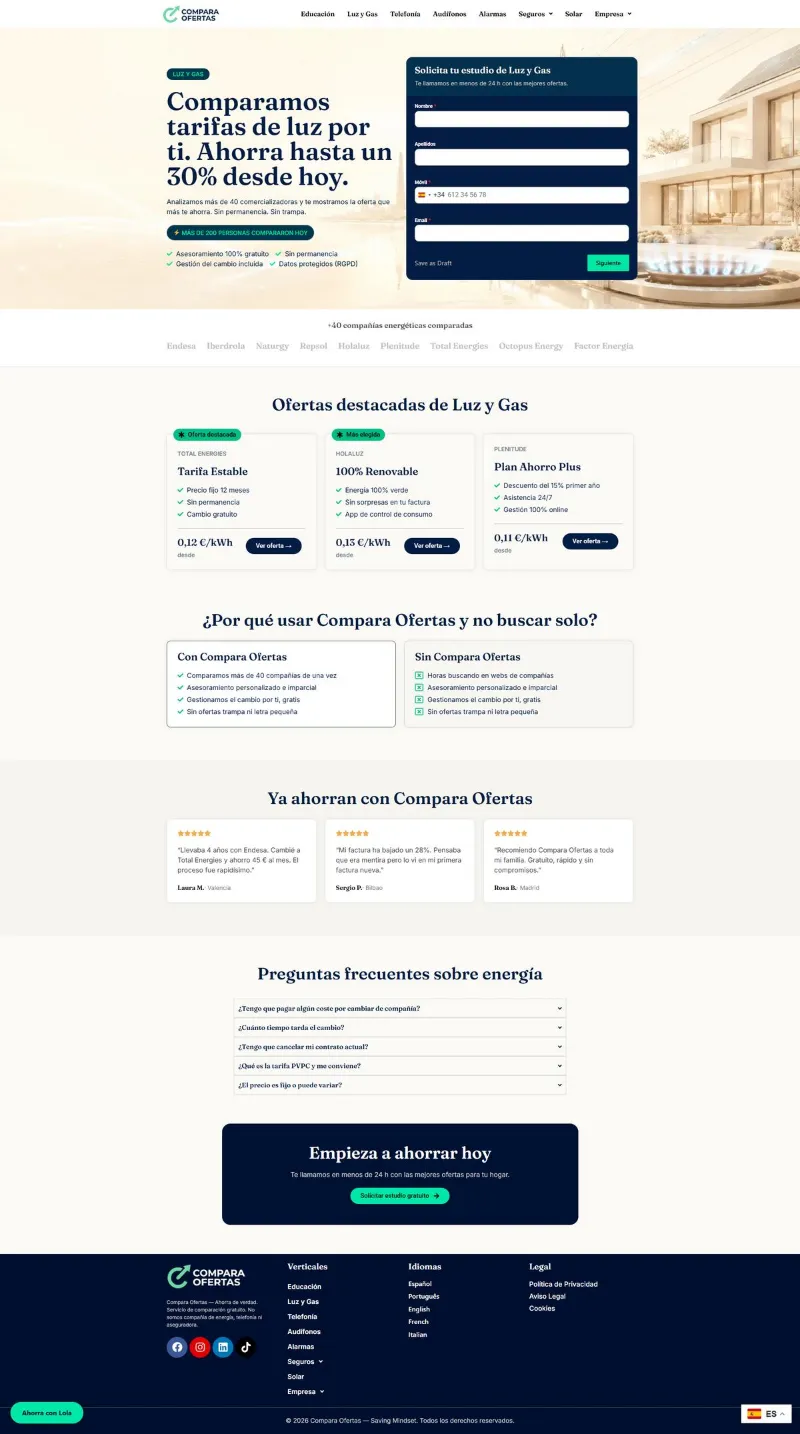 COMPARA
OFERTAS
Educación Luz y Gas Telefonía Audífonos Alarmas Seguros Solar Empresa
LUZ Y GAS
Comparamos
tarifas de luz por
ti. Ahorra hasta un
30% desde hoy.
Analizamos más de 40 comercializadoras y te mostramos la oferta que
más te ahorra. Sin permanencia. Sin trampa.
⚡ MÁS DE 200 PERSONAS COMPARARON HOY
Asesoramiento 100% gratuito Sin permanencia
Gestión del cambio incluida Datos protegidos (RGPD)
Solicita tu estudio de Luz y Gas
Te llamamos en menos de 24 h con las mejores ofertas.
Nombre *
Apellidos
Móvil *
+34 612 34 56 78
Email *
Save as Draft Siguiente
+40 compañías energéticas comparadas
Endesa Iberdrola Naturgy Repsol Holaluz Plenitude Total Energies Octopus Energy Factor Energía
Ofertas destacadas de Luz y Gas
Oferta destacada
TOTAL ENERGIES
Tarifa Estable
Precio fijo 12 meses
Sin permanencia
Cambio gratuito
0,12 €/kWh
desde
Ver oferta →
Más elegida
HOLALUZ
100% Renovable
Energía 100% verde
Sin sorpresas en tu factura
App de control de consumo
0,13 €/kWh
desde
Ver oferta →
PLENITUDE
Plan Ahorro Plus
Descuento del 15% primer año
Asistencia 24/7
Gestión 100% online
0,11 €/kWh
desde
Ver oferta →
¿Por qué usar Compara Ofertas y no buscar solo?
Con Compara Ofertas
Comparamos más de 40 compañías de una vez
Asesoramiento personalizado e imparcial
Gestionamos el cambio por ti, gratis
Sin ofertas trampa ni letra pequeña
Sin Compara Ofertas
Horas buscando en webs de compañías
Asesoramiento personalizado e imparcial
Gestionamos el cambio por ti, gratis
Sin ofertas trampa ni letra pequeña
Ya ahorran con Compara Ofertas
"Llevaba 4 años con Endesa. Cambié a
Total Energies y ahorro 45 € al mes. El
proceso fue rapidísimo."
Laura M. Valencia
"Mi factura ha bajado un 28%. Pensaba
que era mentira pero lo vi en mi primera
factura nueva."
Sergio P. Bilbao
"Recomiendo Compara Ofertas a toda
mi familia. Gratuito, rápido y sin
compromisos."
Rosa B. Madrid
Preguntas frecuentes sobre energía
¿Tengo que pagar algún coste por cambiar de compañía?
¿Cuánto tiempo tarda el cambio?
¿Tengo que cancelar mi contrato actual?
¿Qué es la tarifa PVPC y me conviene?
¿El precio es fijo o puede variar?
Empieza a ahorrar hoy
Te llamamos en menos de 24 h con las mejores ofertas para tu hogar.
Solicitar estudio gratuito →
COMPARA
OFERTAS
Compara Ofertas — Ahorra de verdad.
Servicio de comparación gratuito. No
somos compañía de energía, telefonía ni
aseguradora.
Verticales
Educación
Luz y Gas
Telefonía
Audífonos
Alarmas
Seguros
Solar
Empresa
Idiomas
Español
Português
English
French
Italian
Legal
Política de Privacidad
Aviso Legal
Cookies
Ahorra con Lola
ES
© 2026 Compara Ofertas — Saving Mindset. Todos los derechos reservados.